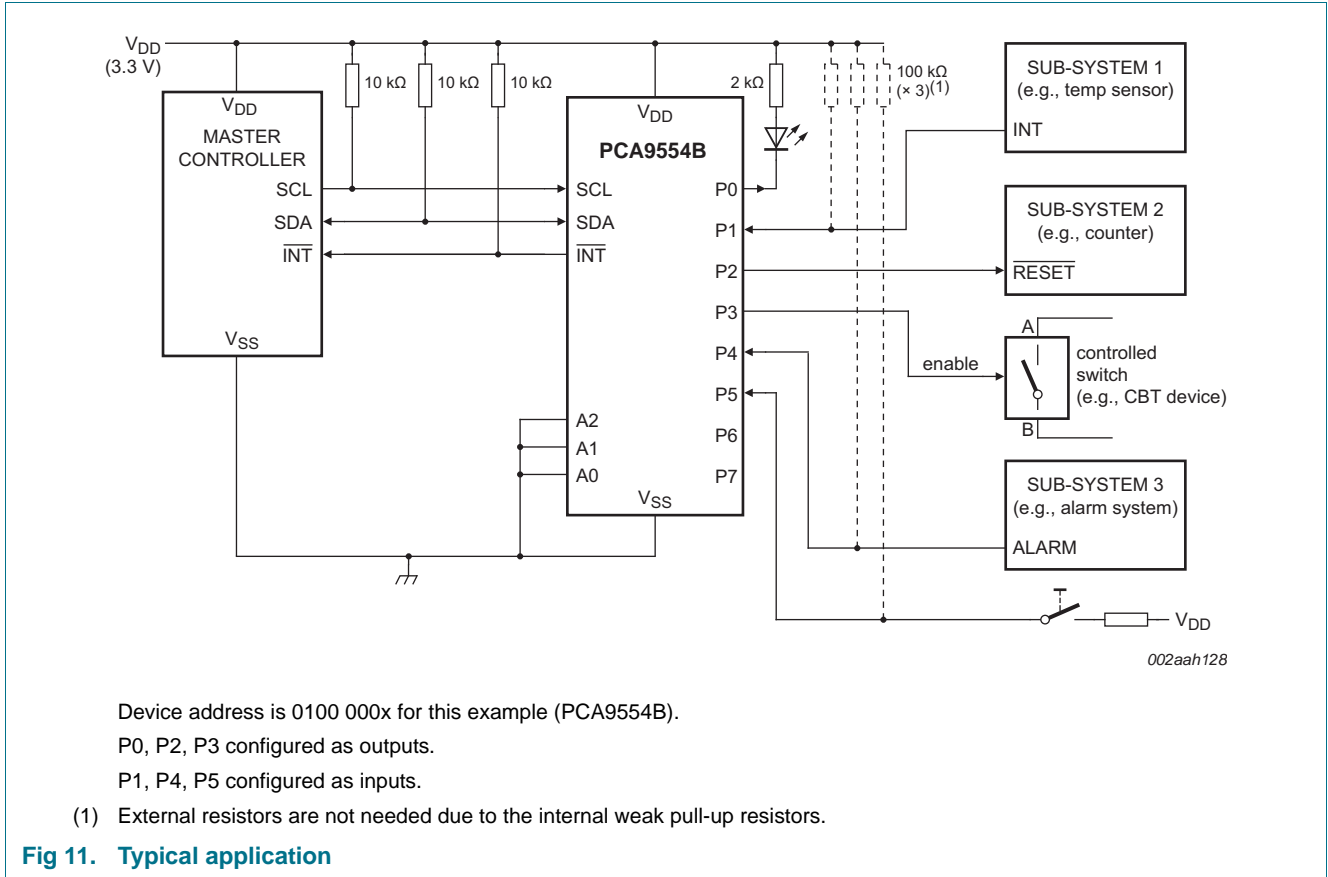 VDD
(3.3 V)
10 kΩ
10 kΩ
10 kΩ
2 kΩ
100 kΩ
(× 3)(1)
VDD
MASTER
CONTROLLER
SCL
SDA
INT
VSS
VDD
PCA9554B
SCL
SDA
INT
A2
A1
A0
VSS
P0
P1
P2
P3
P4
P5
P6
P7
SUB-SYSTEM 1
(e.g., temp sensor)
INT
SUB-SYSTEM 2
(e.g., counter)
RESET
enable
A
B
controlled
switch
(e.g., CBT device)
SUB-SYSTEM 3
(e.g., alarm system)
ALARM
VDD
002aah128
Device address is 0100 000x for this example (PCA9554B).
P0, P2, P3 configured as outputs.
P1, P4, P5 configured as inputs.
(1) External resistors are not needed due to the internal weak pull-up resistors.
Fig 11. Typical application